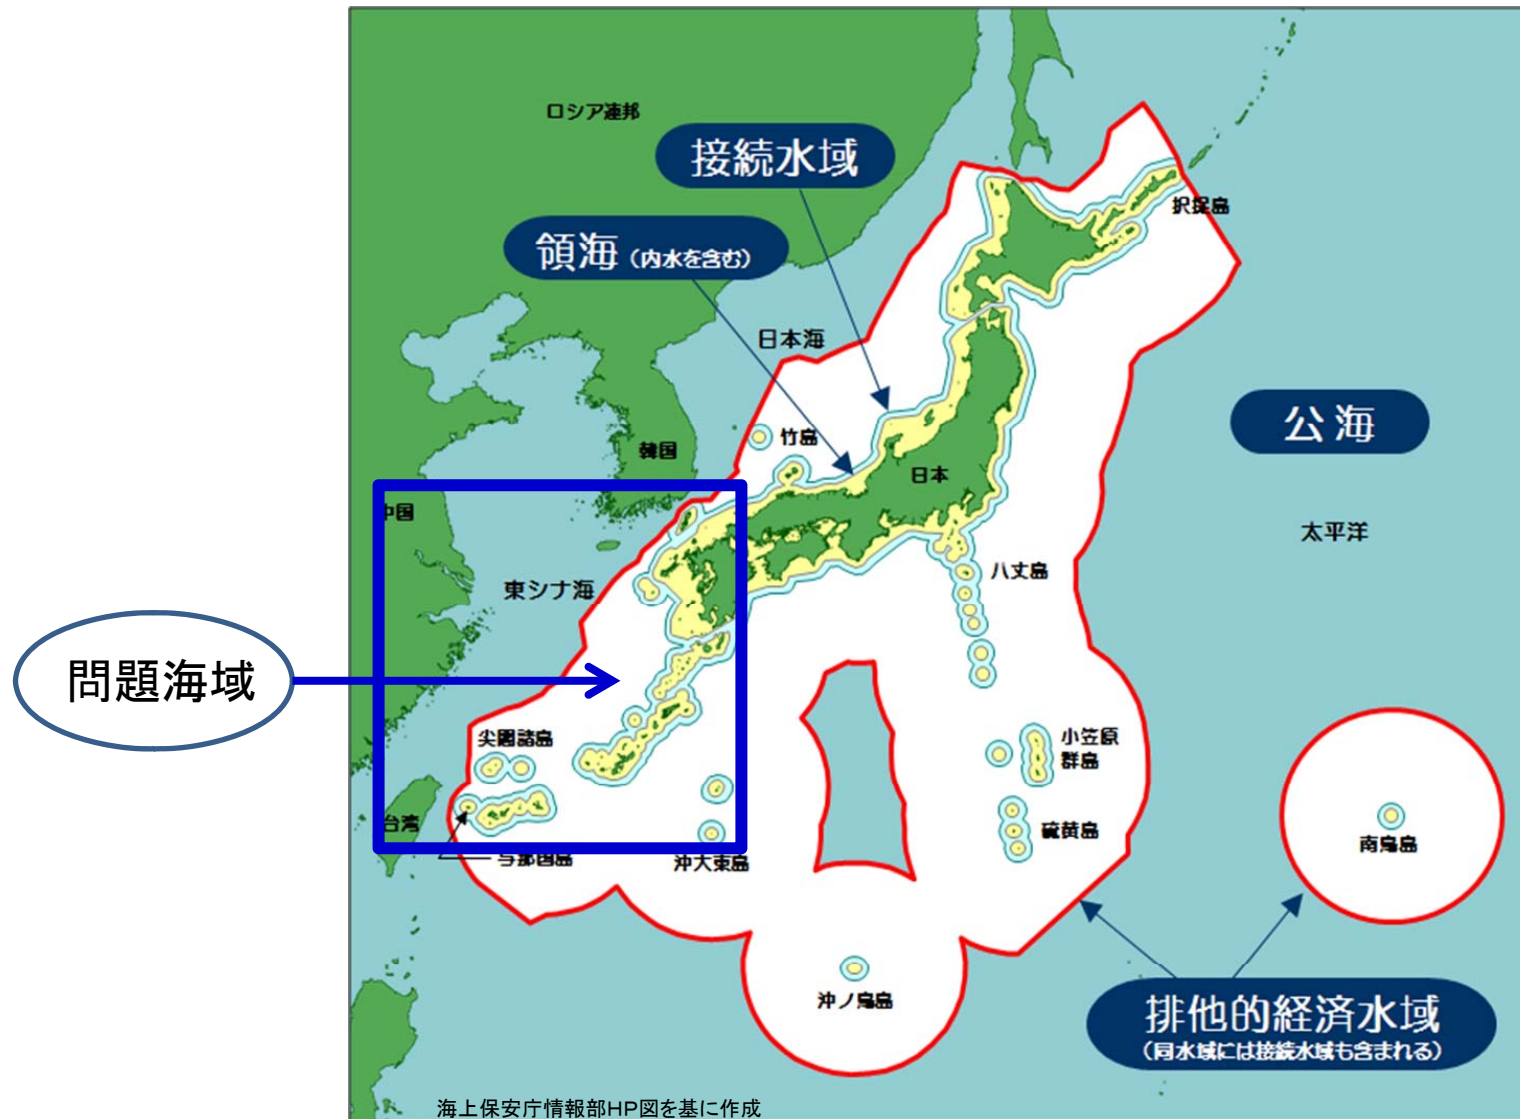 ロシア連邦
接続水域
択捉島
領海（内水を含む）
日本海
公海
竹島
韓国
日本
中国
太平洋
東シナ海
八丈島
問題海域
尖閣諸島
小笠原
群島
台湾
硫黄島
南鳥島
与那国島
沖大東島
沖ノ鳥島
排他的経済水域
（同水域には接続水域も含まれる）
海上保安庁情報部HP図を基に作成